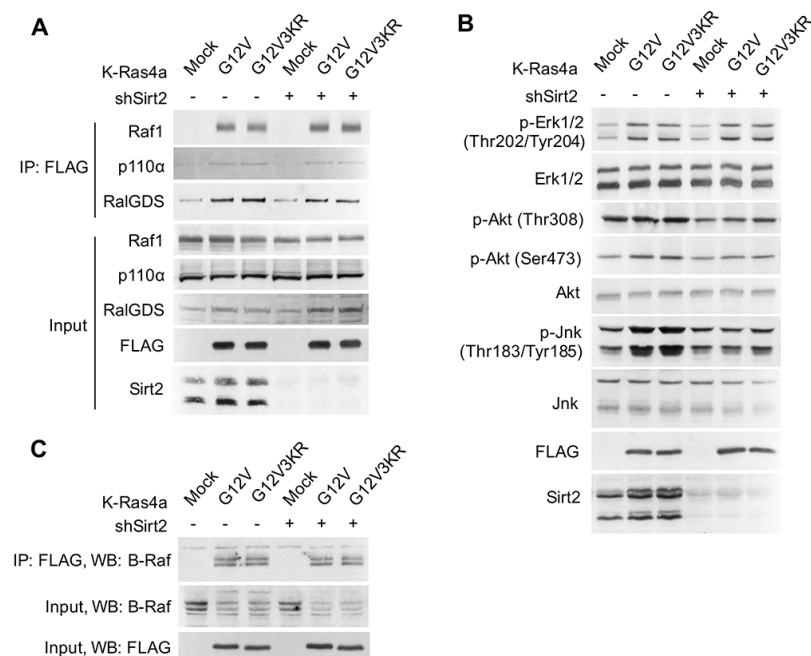 A
K-Ras4a Mock G12V G12V3KR Mock G12V G12V3KR
shSirt2 - - - + + +
IP: FLAG
Raf1
p110α
RalGDS
Input
Raf1
p110α
RalGDS
FLAG
Sirt2
B
K-Ras4a Mock G12V G12V3KR Mock G12V G12V3KR
shSirt2 - - - + + +
p-Erk1/2
(Thr202/Tyr204)
Erk1/2
p-Akt (Thr308)
p-Akt (Ser473)
Akt
p-Jnk
(Thr183/Tyr185)
Jnk
FLAG
Sirt2
C
K-Ras4a Mock G12V G12V3KR Mock G12V G12V3KR
shSirt2 - - - + + +
IP: FLAG, WB: B-Raf
Input, WB: B-Raf
Input, WB: FLAG